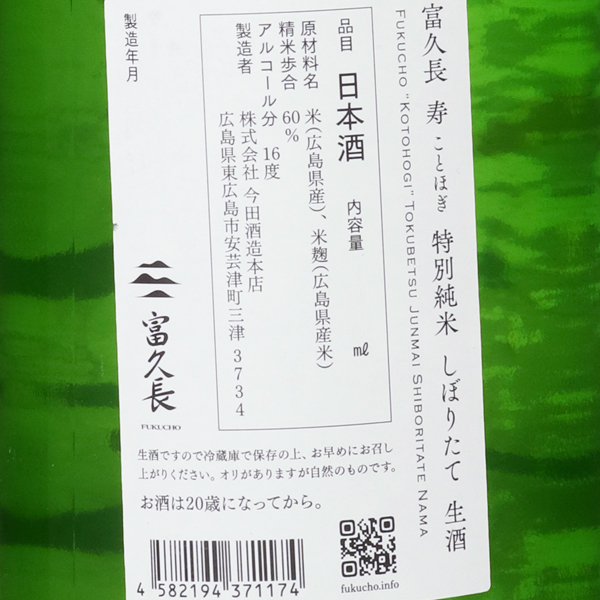 富久長 寿 ことほぎ 特別純米 しぼりたて 生酒
FUKUCHO "KOTOHOGI" TOKUBETSU JUNMAI SHIBORITATE NAMA
品目 日本酒 内容量 ㎖
原材料名 米(広島県産)、米麹(広島県産米)
精米歩合 60%
アルコール分 16度
製造者 株式会社 今田酒造本店
広島県東広島市安芸津町三津 3734
製造年月
富久長
FUKUCHO
生酒ですので冷蔵庫で保存の上、お早めにお召し
上がりください。オリがありますが自然のものです。
お酒は20歳になってから。
4 582194 371174
fukucho.info